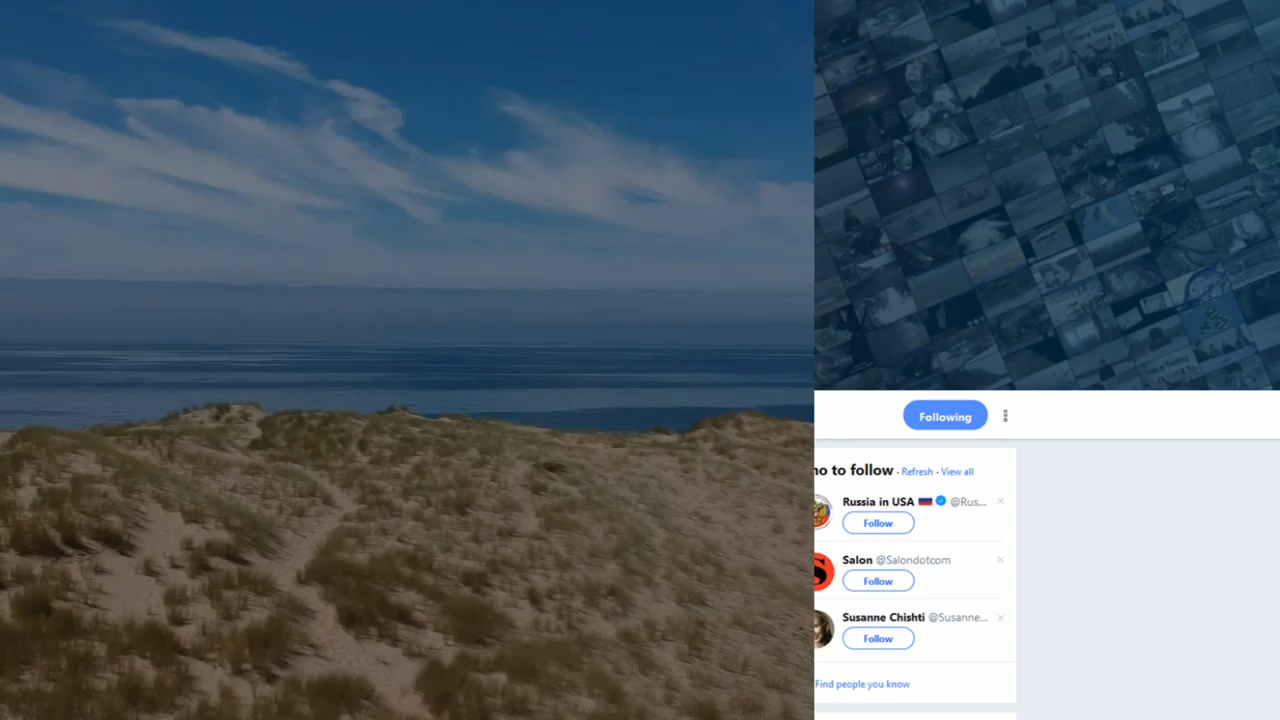 Following
o to follow · Refresh · View all
Russia in USA @Rus...
Follow
Salon @Salondotcom
Follow
Susanne Chishti @Susanne...
Follow
Find people you know